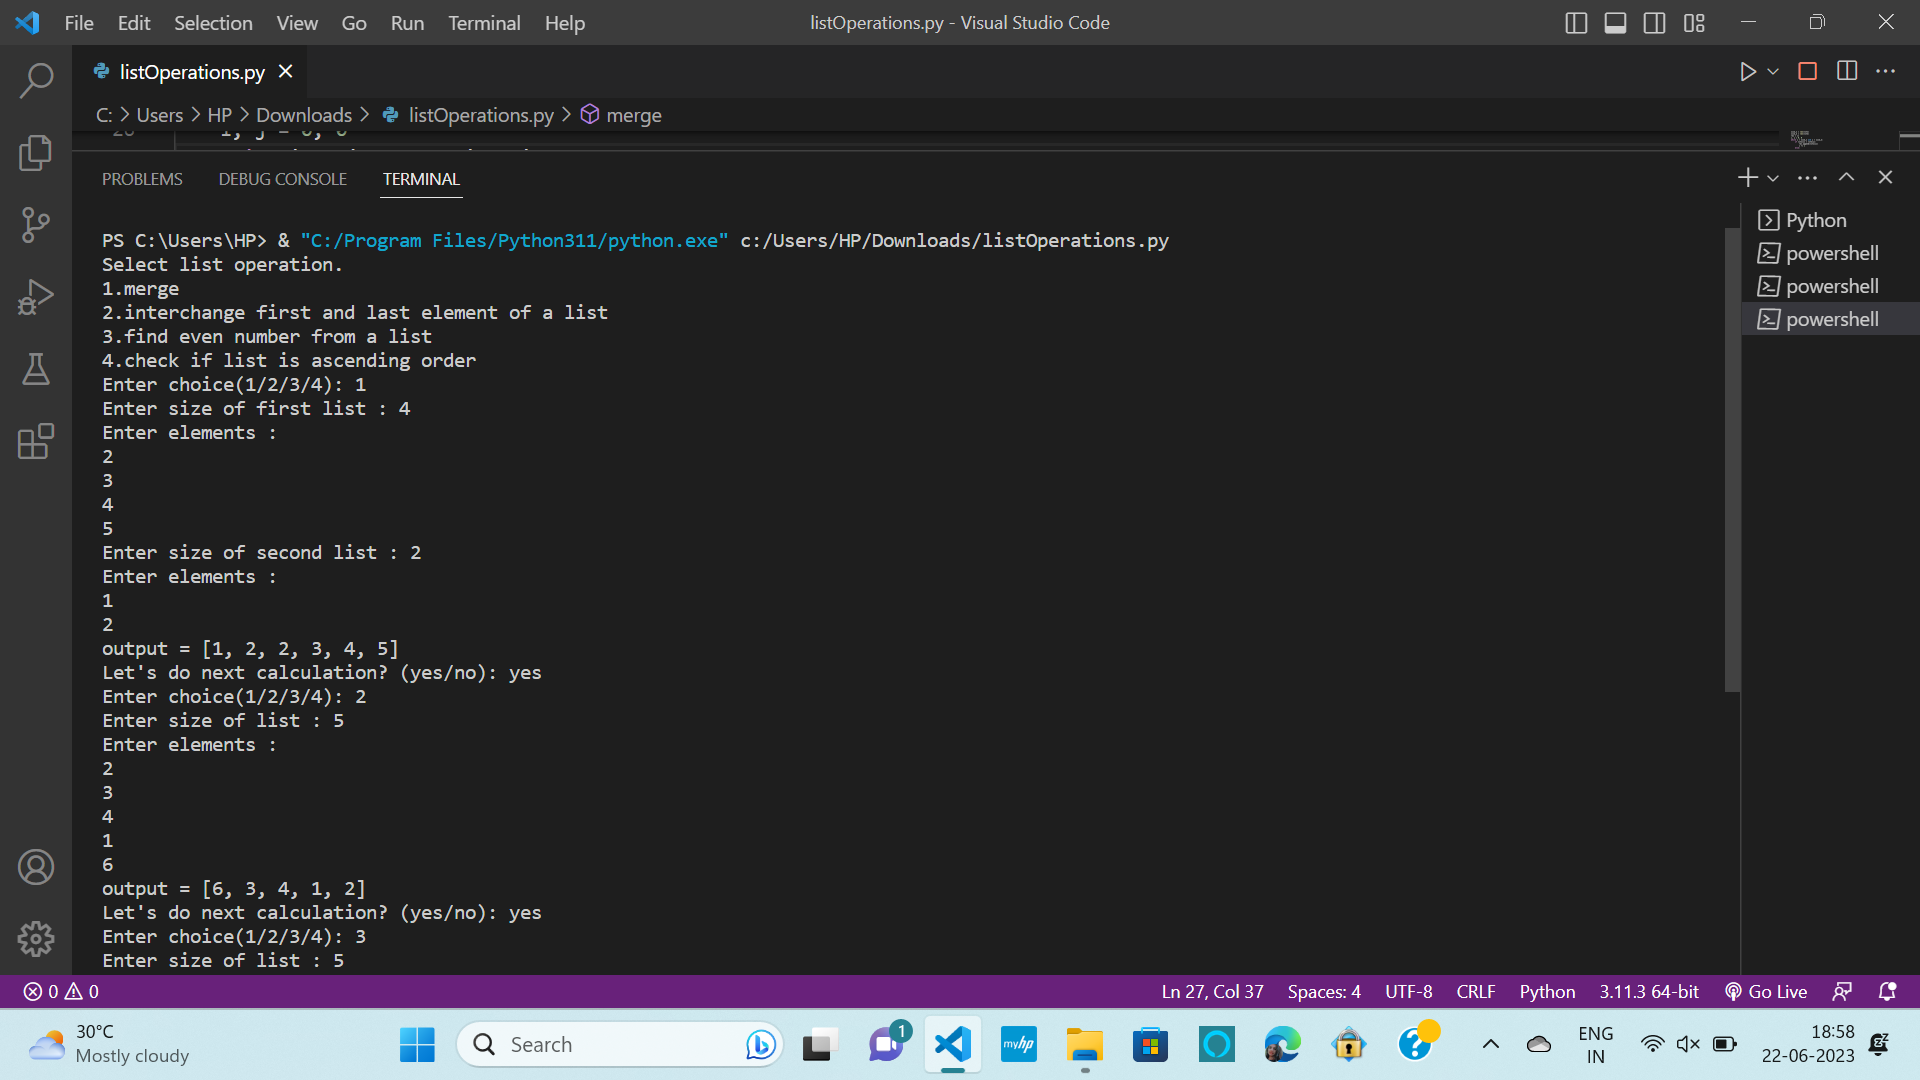 File Edit Selection View Go Run Terminal Help listOperations.py - Visual Studio Code
listOperations.py
C: > Users > HP > Downloads > listOperations.py > merge
PROBLEMS DEBUG CONSOLE TERMINAL
Python
powershell
powershell
powershell
PS C:\Users\HP> & "C:/Program Files/Python311/python.exe" c:/Users/HP/Downloads/listOperations.py
Select list operation.
1.merge
2.interchange first and last element of a list
3.find even number from a list
4.check if list is ascending order
Enter choice(1/2/3/4): 1
Enter size of first list : 4
Enter elements :
2
3
4
5
Enter size of second list : 2
Enter elements :
1
2
output = [1, 2, 2, 3, 4, 5]
Let's do next calculation? (yes/no): yes
Enter choice(1/2/3/4): 2
Enter size of list : 5
Enter elements :
2
3
4
1
6
output = [6, 3, 4, 1, 2]
Let's do next calculation? (yes/no): yes
Enter choice(1/2/3/4): 3
Enter size of list : 5
0 0 Ln 27, Col 37 Spaces: 4 UTF-8 CRLF Python 3.11.3 64-bit Go Live
30°C
Mostly cloudy
Search
1
myhp
ENG
IN
18:58
22-06-2023